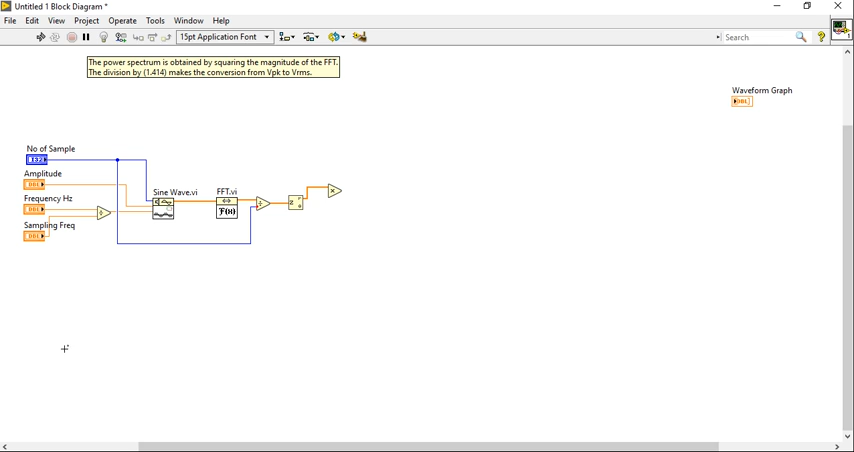 Untitled 1 Block Diagram *
File Edit View Project Operate Tools Window Help
15pt Application Font
Search
The power spectrum is obtained by squaring the magnitude of the FFT.
The division by (1.414) makes the conversion from Vpk to Vrms.
Waveform Graph
DBL
No of Sample
I32
Amplitude
DBL
Sine Wave.vi
FFT.vi
Frequency Hz
DBL
F(X)
Sampling Freq
DBL